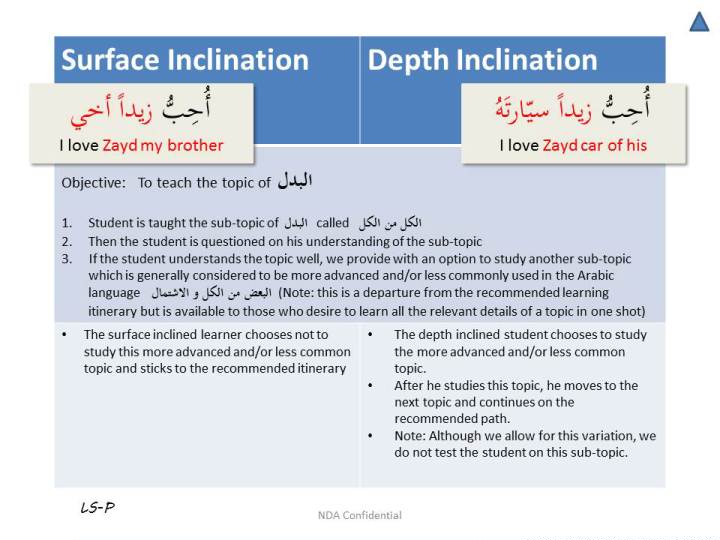 Surface Inclination
Depth Inclination
أُحِبُّ زيداً أخي
I love Zayd my brother
أُحِبُّ زيداً سيّارتَهُ
I love Zayd car of his
Objective: To teach the topic of البدل
1. Student is taught the sub-topic of البدل called الكل من الكل
2. Then the student is questioned on his understanding of the sub-topic
3. If the student understands the topic well, we provide with an option to study another sub-topic
which is generally considered to be more advanced and/or less commonly used in the Arabic
language البعض من الكل و الاشتمال (Note: this is a departure from the recommended learning
itinerary but is available to those who desire to learn all the relevant details of a topic in one shot)
• The surface inclined learner chooses not to
study this more advanced and/or less common
topic and sticks to the recommended itinerary
• The depth inclined student chooses to study
the more advanced and/or less common
topic.
• After he studies this topic, he moves to the
next topic and continues on the
recommended path.
• Note: Although we allow for this variation, we
do not test the student on this sub-topic.
LS-P
NDA Confidential